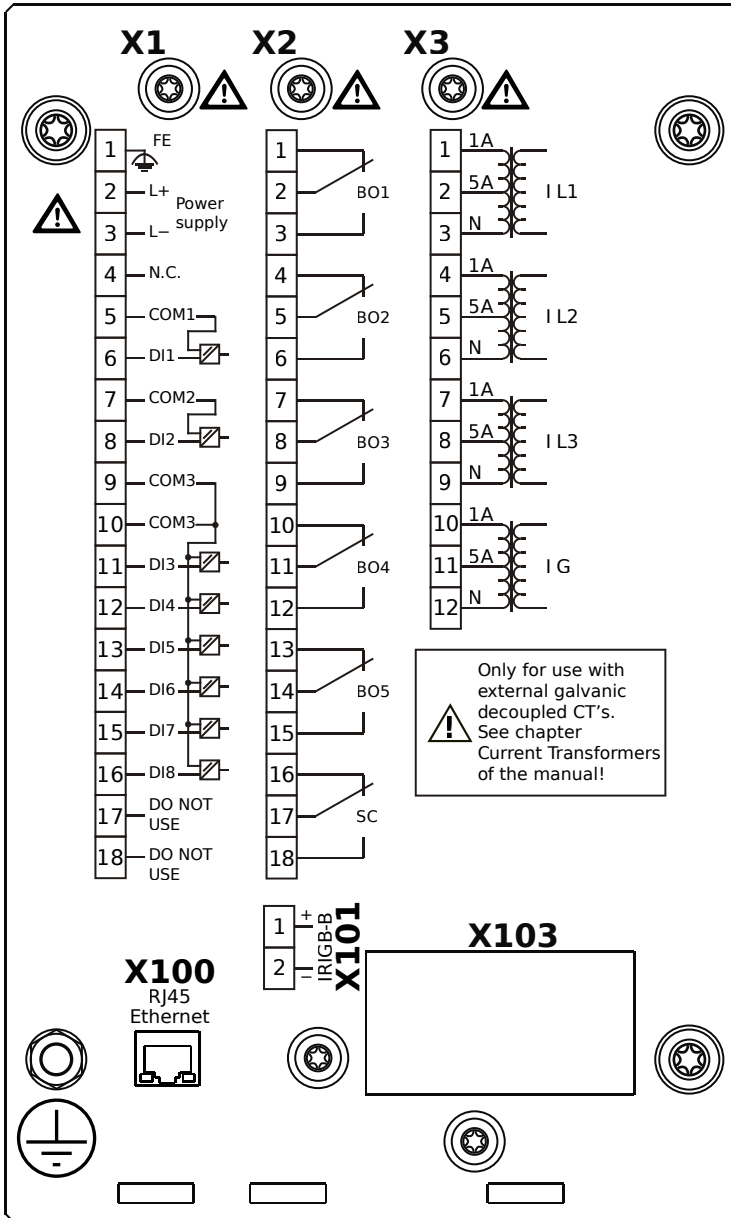 X1
X2
X3
1 FE
2 L+
Power
supply
3 L−
4 N.C.
5 COM1
6 DI1
7 COM2
8 DI2
9 COM3
10 COM3
11 DI3
12 DI4
13 DI5
14 DI6
15 DI7
16 DI8
17 DO NOT
USE
18 DO NOT
USE
1
2 BO1
3
4
5 BO2
6
7
8 BO3
9
10
11 BO4
12
13
14 BO5
15
16
17 SC
18
1 1A
2 5A I L1
3 N
4 1A
5 5A I L2
6 N
7 1A
8 5A I L3
9 N
10 1A
11 5A I G
12 N
Only for use with
external galvanic
decoupled CT's.
See chapter
Current Transformers
of the manual!
1 +
2 −
IRIGB-B
X101
X103
X100
RJ45
Ethernet